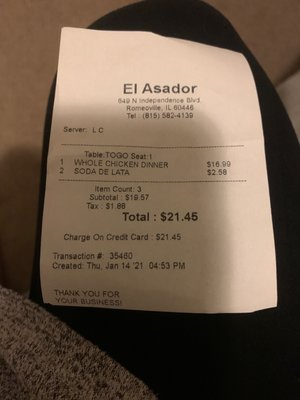 El Asador
649 N Independence Blvd.
Romeoville, IL 60446
Tel : (815) 582-4139
Server: L C
Table:TOGO Seat:1
1 WHOLE CHICKEN DINNER $16.99
2 SODA DE LATA $2.58
Item Count: 3
Subtotal : $19.57
Tax : $1.88
Total : $21.45
Charge On Credit Card : $21.45
Transaction #: 35460
Created: Thu, Jan 14 '21 04:53 PM
THANK YOU FOR
YOUR BUSINESS!